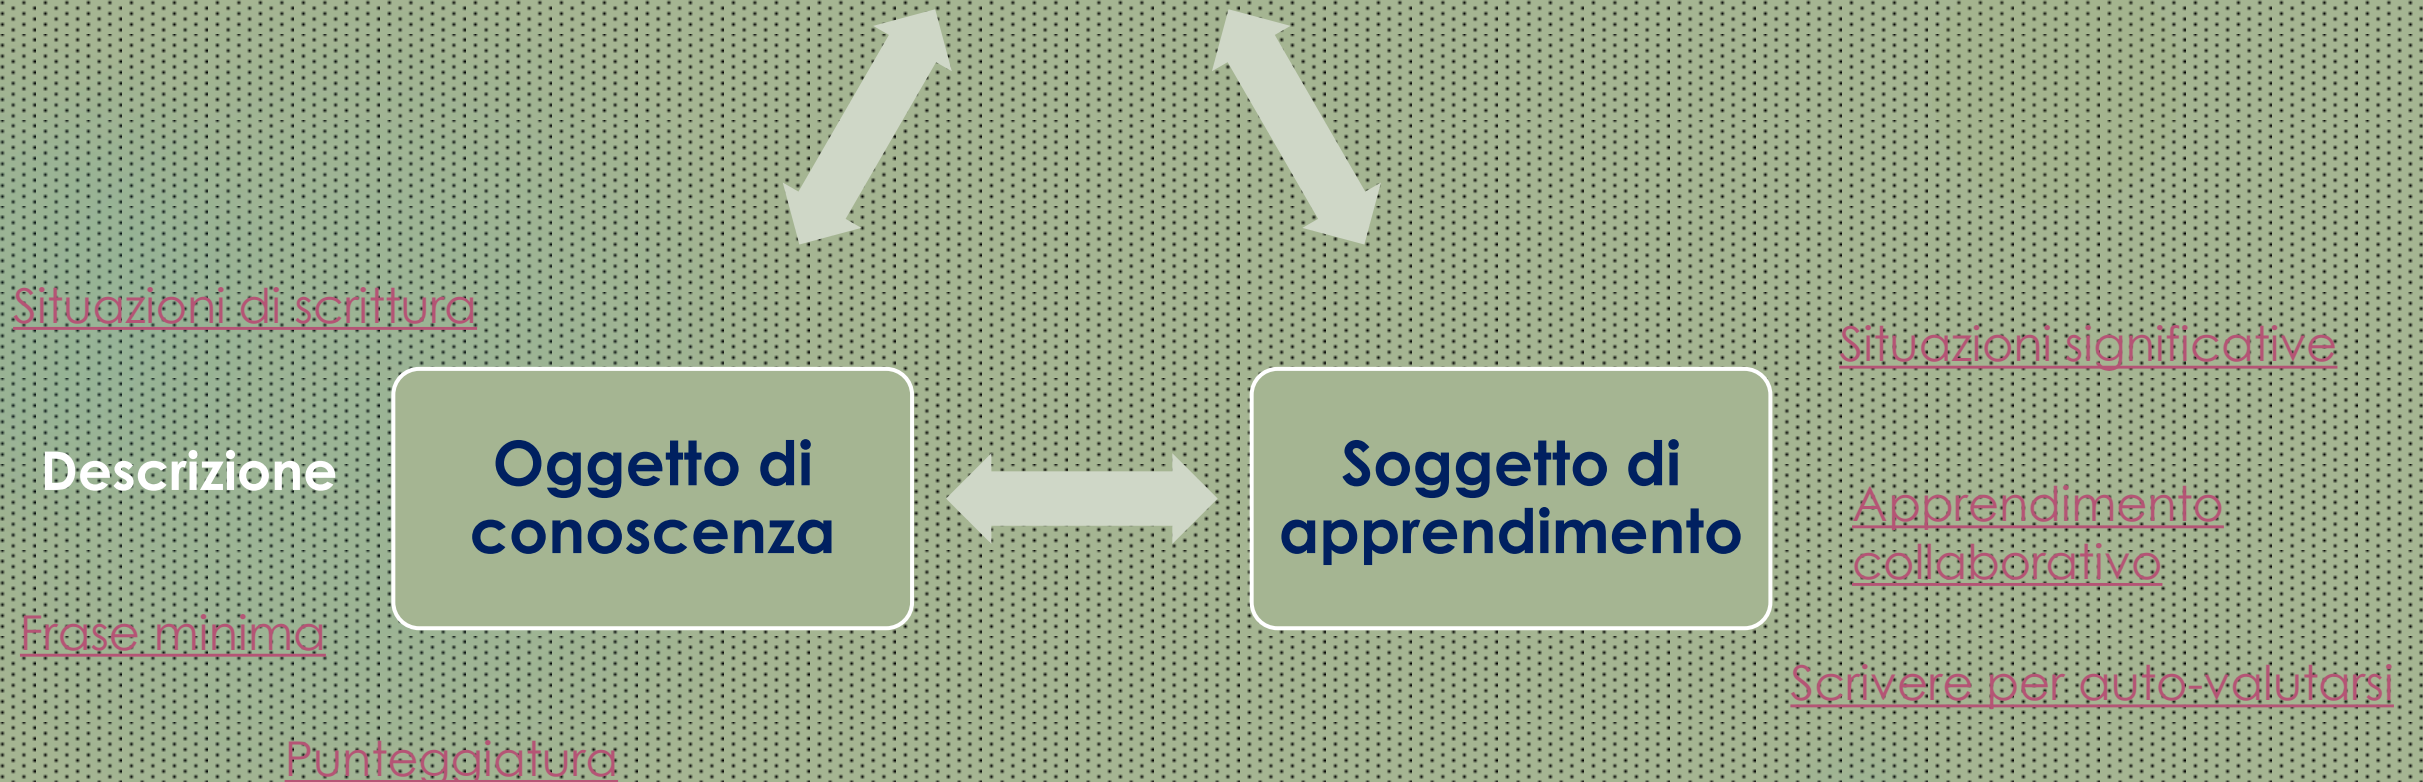 Situazioni di scrittura
Situazioni significative
Descrizione
Oggetto di
conoscenza
Soggetto di
apprendimento
Apprendimento
collaborativo
Frase minima
Scrivere per auto-valutarsi
Punteggiatura